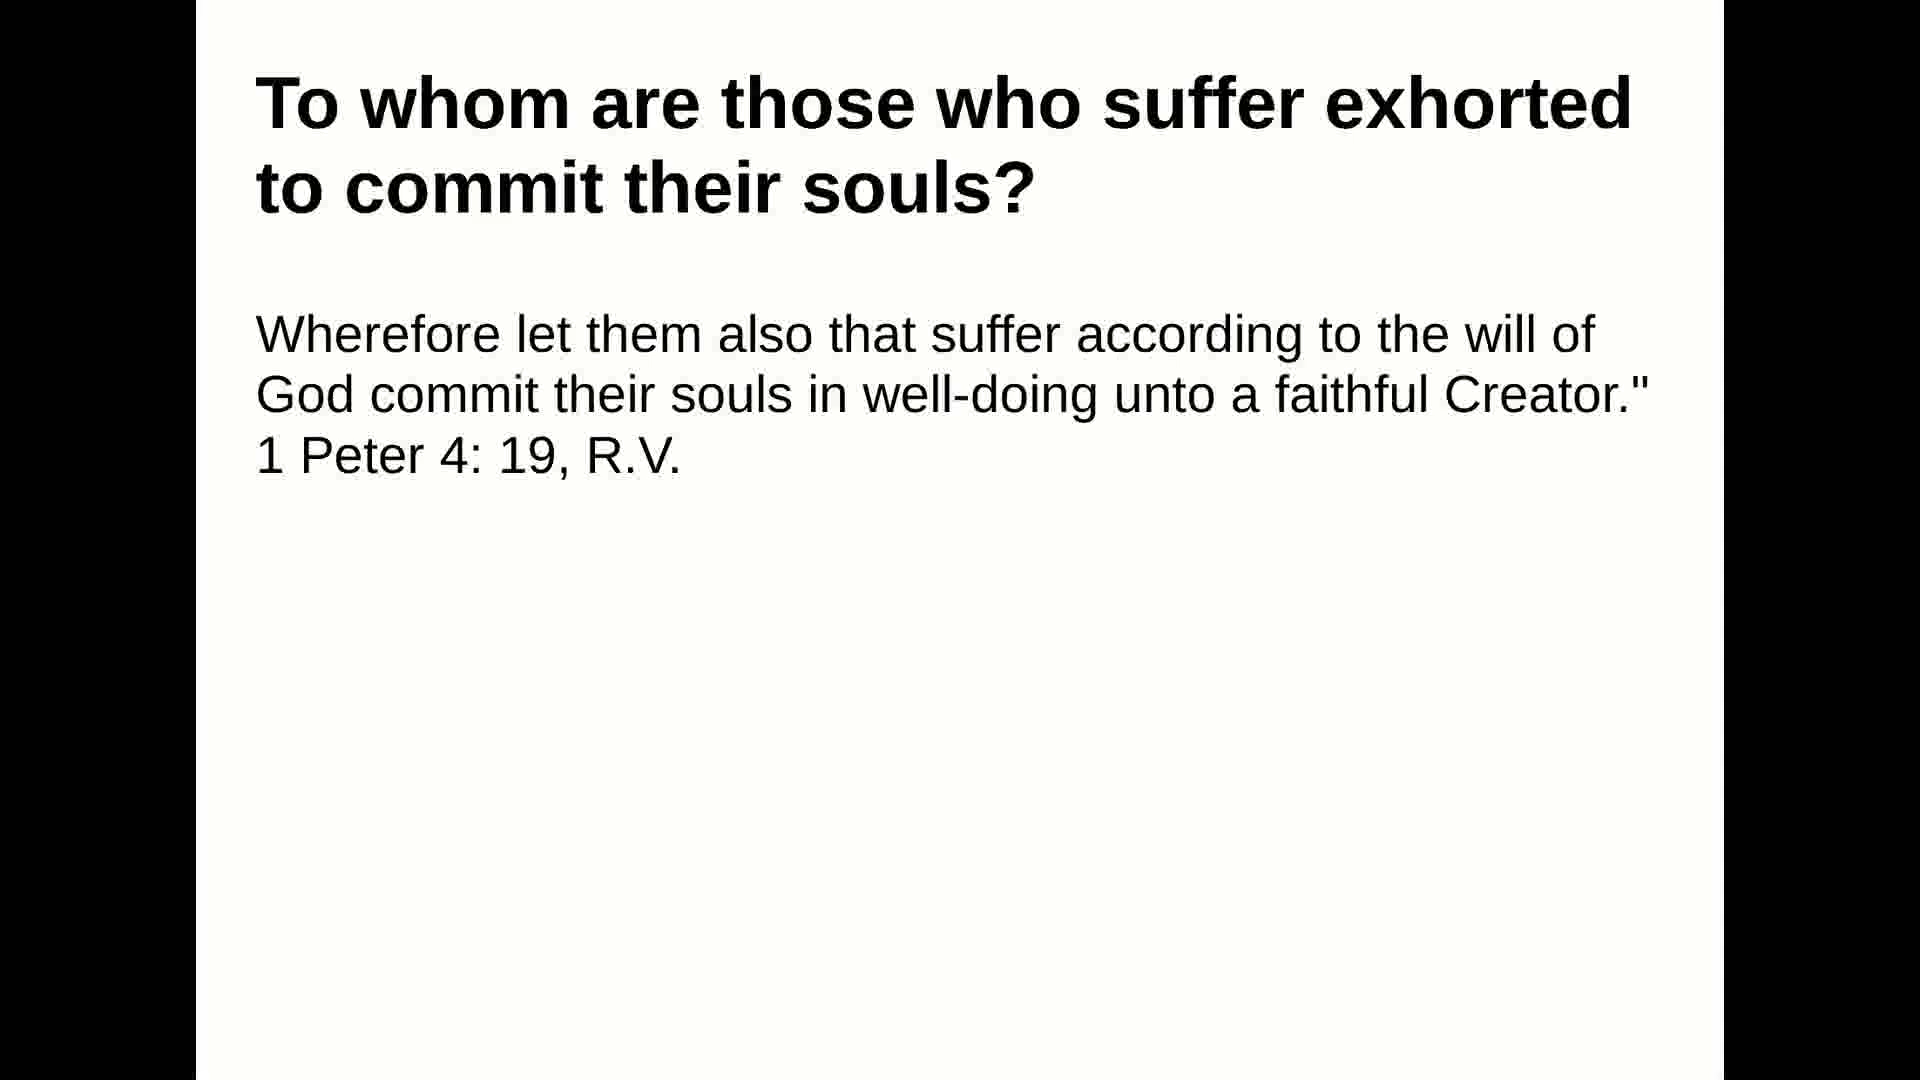 To whom are those who suffer exhorted
to commit their souls?
Wherefore let them also that suffer according to the will of
God commit their souls in well-doing unto a faithful Creator."
1 Peter 4: 19, R.V.